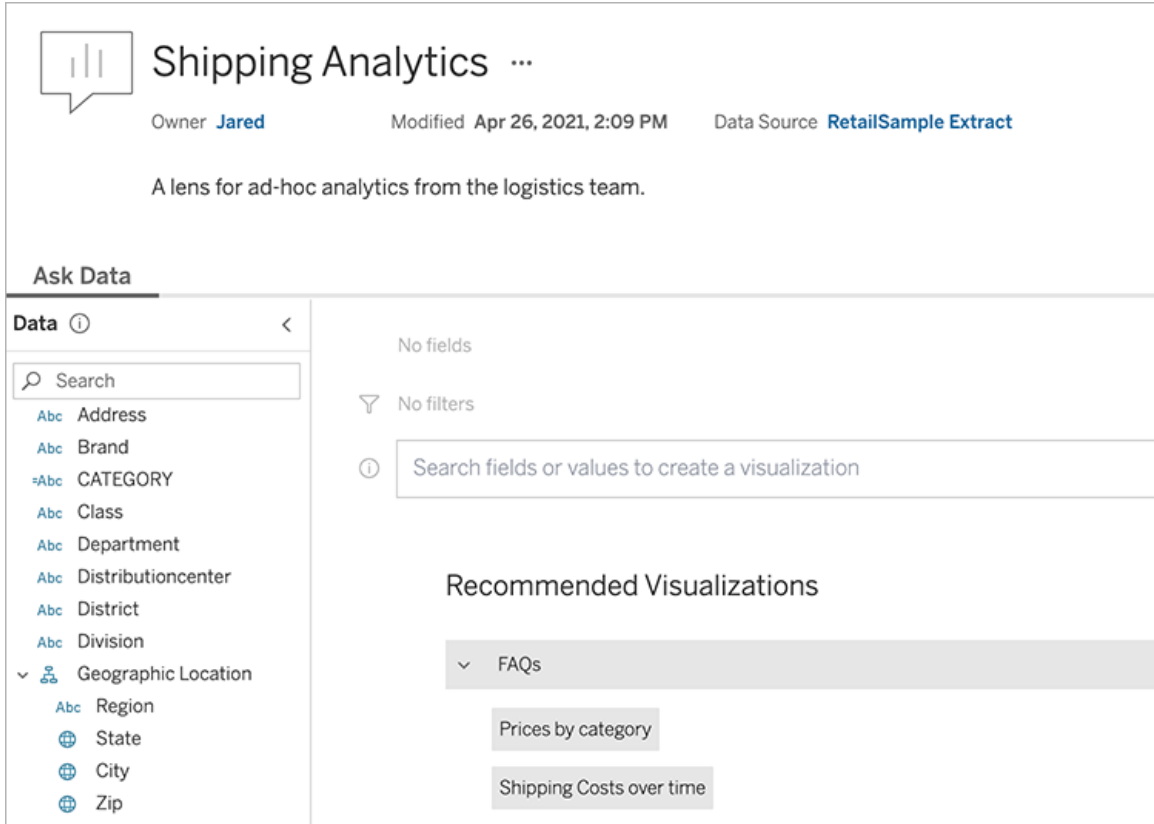 Shipping Analytics ...
Owner Jared Modified Apr 26, 2021, 2:09 PM Data Source RetailSample Extract
A lens for ad-hoc analytics from the logistics team.
Ask Data
Data
Search
Abc Address
Abc Brand
=Abc CATEGORY
Abc Class
Abc Department
Abc Distributioncenter
Abc District
Abc Division
Geographic Location
Abc Region
State
City
Zip
No fields
No filters
Search fields or values to create a visualization
Recommended Visualizations
FAQs
Prices by category
Shipping Costs over time